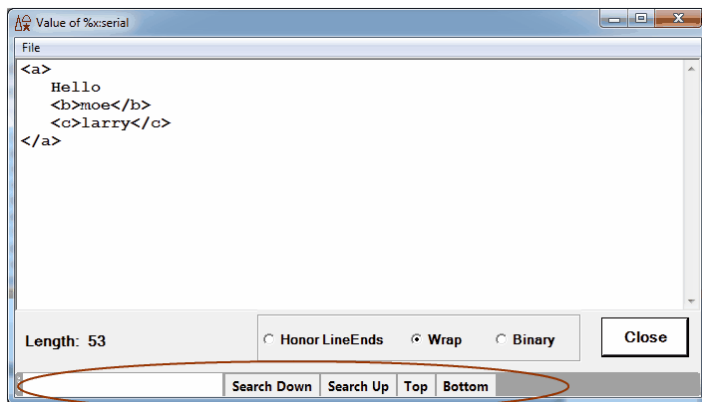 Value of %x:serial
File
<a>
Hello
<b>moe</b>
<c>larry</c>
</a>
Length: 53
Honor LineEnds
Wrap
Binary
Close
Search Down
Search Up
Top
Bottom